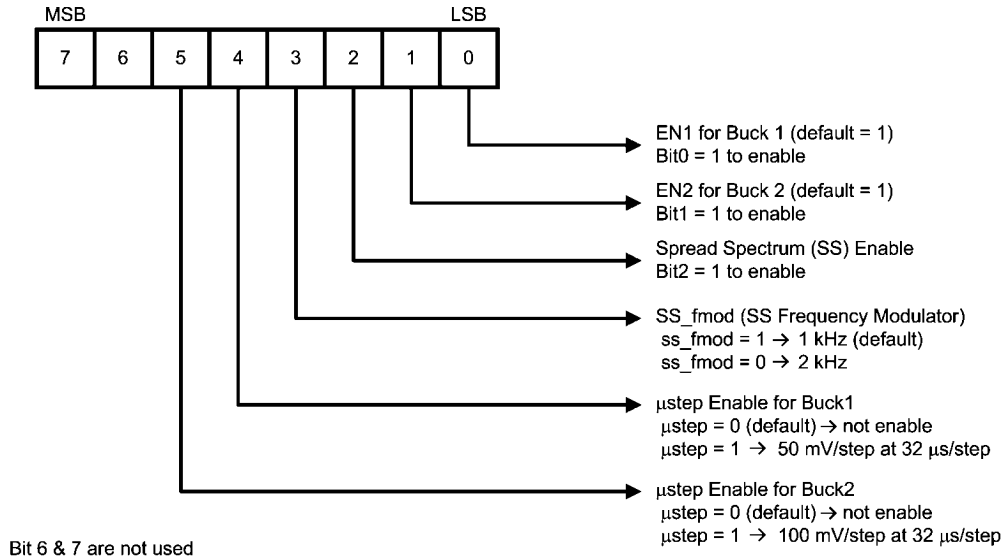 MSB LSB
7 6 5 4 3 2 1 0
EN1 for Buck 1 (default = 1)
Bit0 = 1 to enable
EN2 for Buck 2 (default = 1)
Bit1 = 1 to enable
Spread Spectrum (SS) Enable
Bit2 = 1 to enable
SS_fmod (SS Frequency Modulator)
ss_fmod = 1 → 1 kHz (default)
ss_fmod = 0 → 2 kHz
μstep Enable for Buck1
μstep = 0 (default) → not enable
μstep = 1 → 50 mV/step at 32 μs/step
μstep Enable for Buck2
μstep = 0 (default) → not enable
μstep = 1 → 100 mV/step at 32 μs/step
Bit 6 & 7 are not used